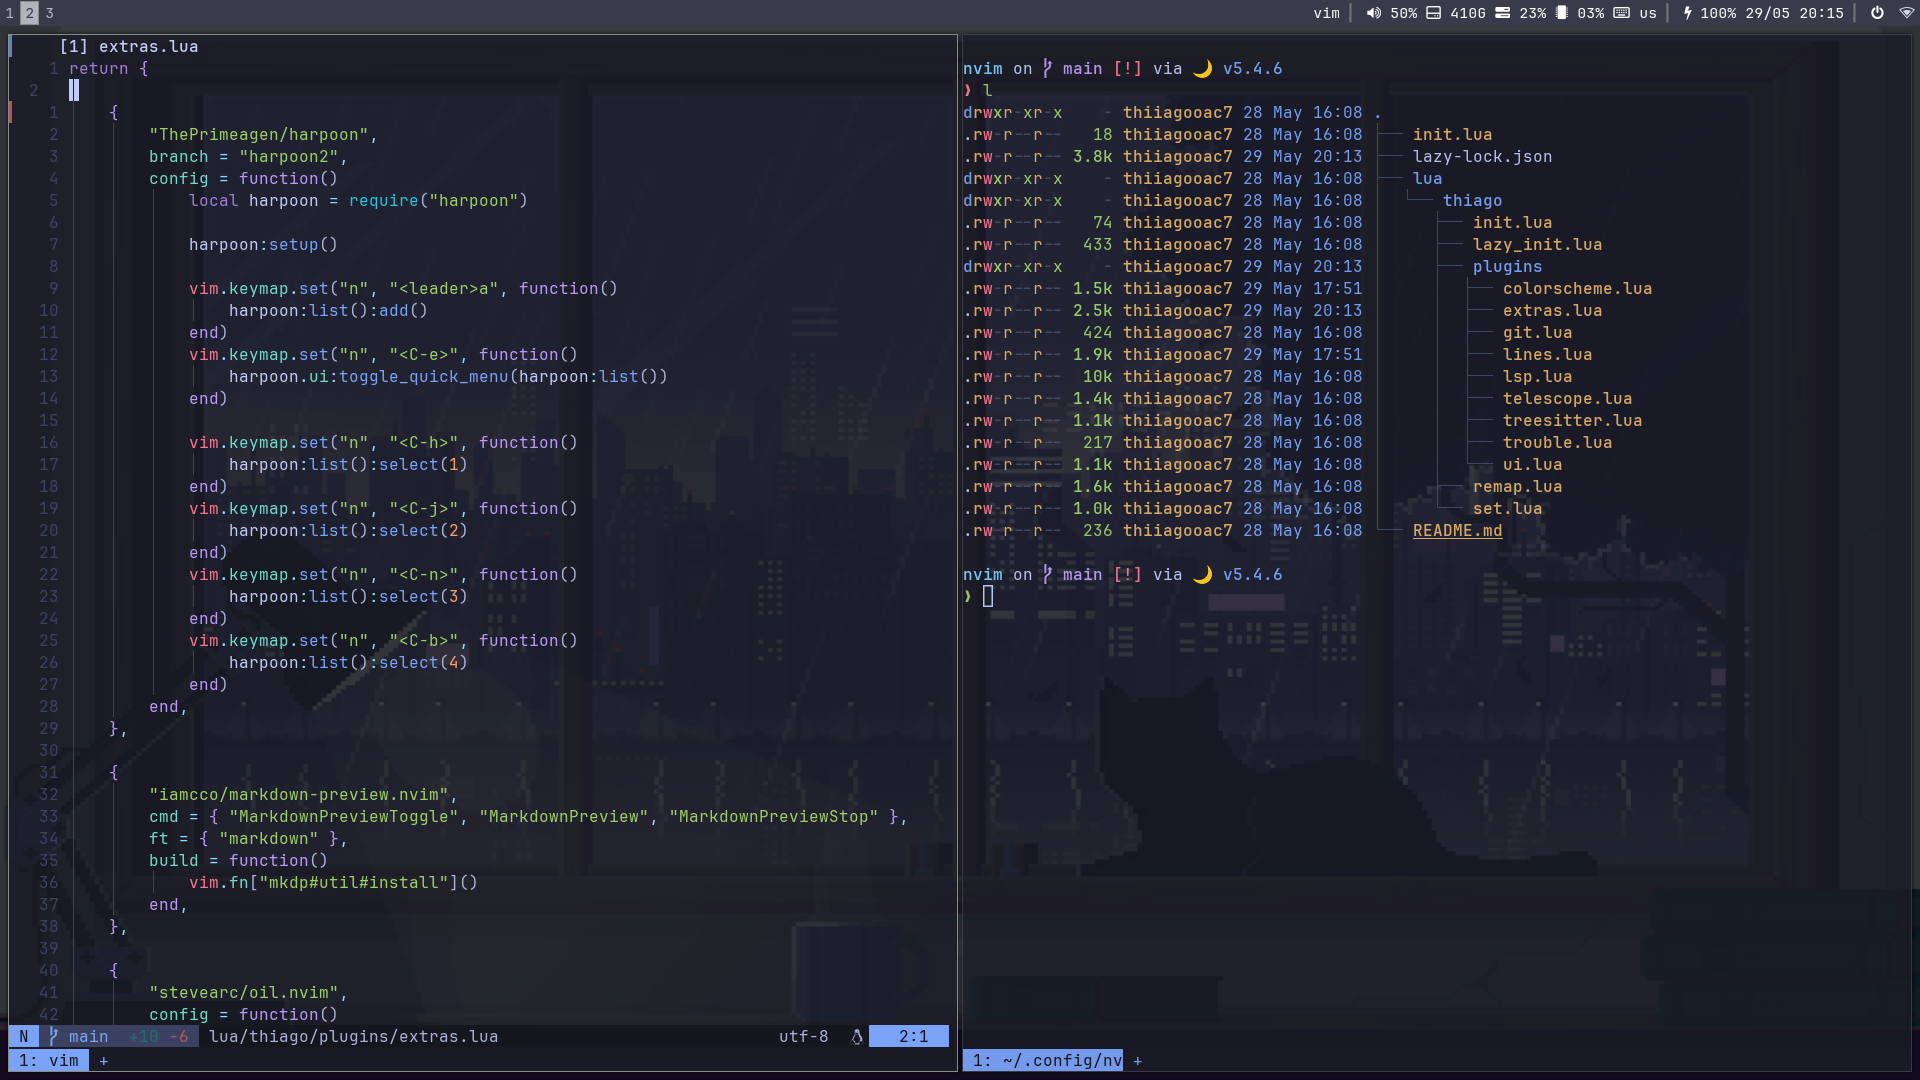 1 2 3
vim | 50% 410G 23% 03% us | 100% 29/05 20:15 |
[1] extras.lua
1 return {
2
1 {
2 "ThePrimeagen/harpoon",
3 branch = "harpoon2",
4 config = function()
5 local harpoon = require("harpoon")
6
7 harpoon:setup()
8
9 vim.keymap.set("n", "<leader>a", function()
10 harpoon:list():add()
11 end)
12 vim.keymap.set("n", "<C-e>", function()
13 harpoon.ui:toggle_quick_menu(harpoon:list())
14 end)
15
16 vim.keymap.set("n", "<C-h>", function()
17 harpoon:list():select(1)
18 end)
19 vim.keymap.set("n", "<C-j>", function()
20 harpoon:list():select(2)
21 end)
22 vim.keymap.set("n", "<C-n>", function()
23 harpoon:list():select(3)
24 end)
25 vim.keymap.set("n", "<C-b>", function()
26 harpoon:list():select(4)
27 end)
28 end,
29 },
30
31 {
32 "iamcco/markdown-preview.nvim",
33 cmd = { "MarkdownPreviewToggle", "MarkdownPreview", "MarkdownPreviewStop" },
34 ft = { "markdown" },
35 build = function()
36 vim.fn["mkdp#util#install"]()
37 end,
38 },
39
40 {
41 "stevearc/oil.nvim",
42 config = function()
N main +10 -6 lua/thiago/plugins/extras.lua utf-8 2:1
1: vim +
nvim on main [!] via v5.4.6
❯ l
drwxr-xr-x - thiiagooac7 28 May 16:08 .
.rw-r--r-- 18 thiiagooac7 28 May 16:08 init.lua
.rw-r--r-- 3.8k thiiagooac7 29 May 20:13 lazy-lock.json
drwxr-xr-x - thiiagooac7 28 May 16:08 lua
drwxr-xr-x - thiiagooac7 28 May 16:08 thiago
.rw-r--r-- 74 thiiagooac7 28 May 16:08 init.lua
.rw-r--r-- 433 thiiagooac7 28 May 16:08 lazy_init.lua
drwxr-xr-x - thiiagooac7 29 May 20:13 plugins
.rw-r--r-- 1.5k thiiagooac7 29 May 17:51 colorscheme.lua
.rw-r--r-- 2.5k thiiagooac7 29 May 20:13 extras.lua
.rw-r--r-- 424 thiiagooac7 28 May 16:08 git.lua
.rw-r--r-- 1.9k thiiagooac7 29 May 17:51 lines.lua
.rw-r--r-- 10k thiiagooac7 28 May 16:08 lsp.lua
.rw-r--r-- 1.4k thiiagooac7 28 May 16:08 telescope.lua
.rw-r--r-- 1.1k thiiagooac7 28 May 16:08 treesitter.lua
.rw-r--r-- 217 thiiagooac7 28 May 16:08 trouble.lua
.rw-r--r-- 1.1k thiiagooac7 28 May 16:08 ui.lua
.rw-r--r-- 1.6k thiiagooac7 28 May 16:08 remap.lua
.rw-r--r-- 1.0k thiiagooac7 28 May 16:08 set.lua
.rw-r--r-- 236 thiiagooac7 28 May 16:08 README.md
nvim on main [!] via v5.4.6
❯
1: ~/.config/nv +